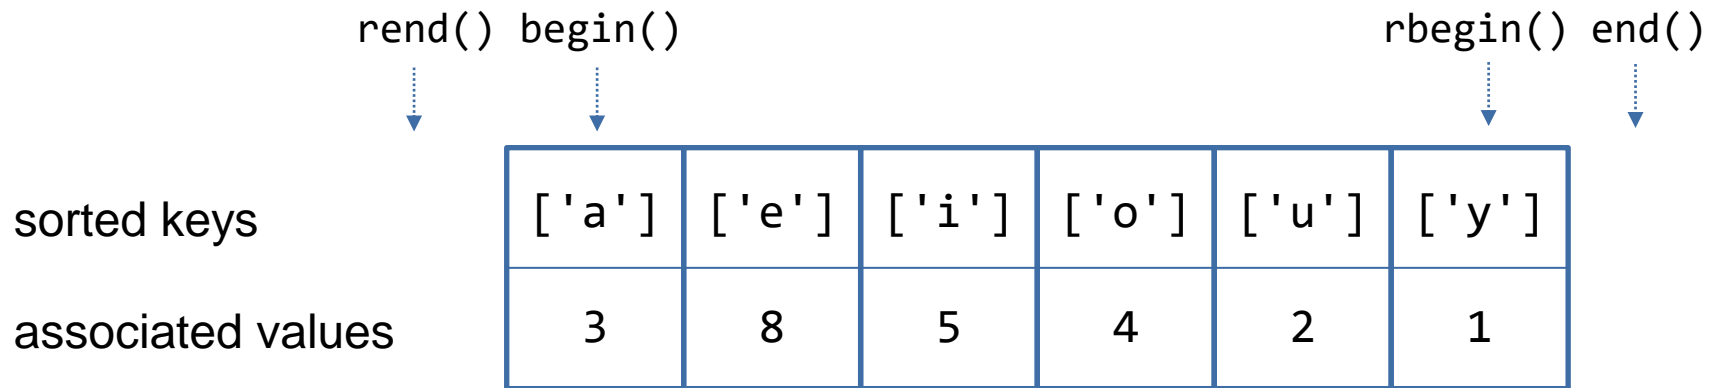 rend() begin() rbegin() end()
sorted keys ['a'] ['e'] ['i'] ['o'] ['u'] ['y']
associated values 3 8 5 4 2 1